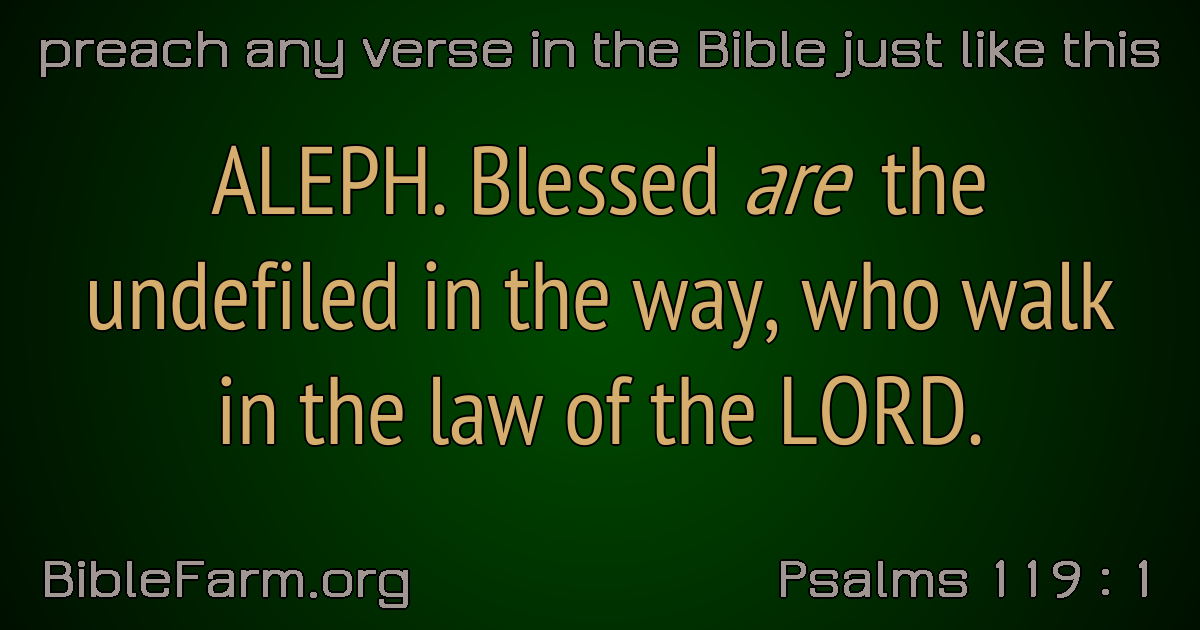 preach any verse in the Bible just like this
ALEPH. Blessed are the
undefiled in the way, who walk
in the law of the LORD.
BibleFarm.org
Psalms 119 : 1